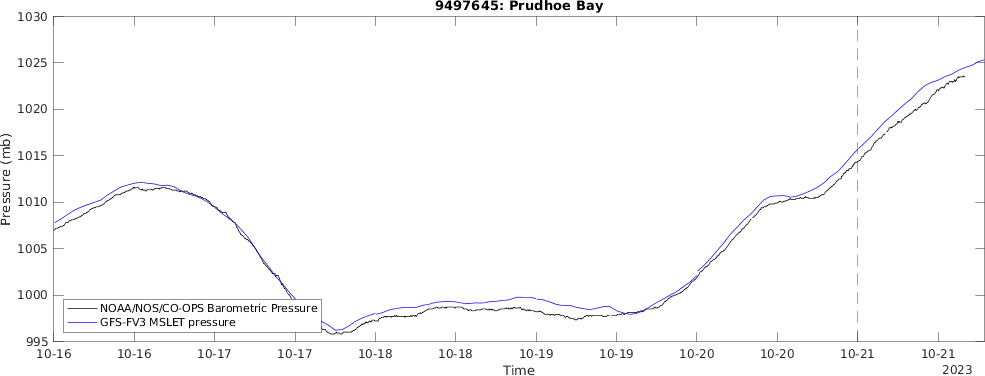 9497645: Prudhoe Bay
1030
1025
1020
1015
1010
1005
1000
995
Pressure (mb)
NOAA/NOS/CO-OPS Barometric Pressure
GFS-FV3 MSLET pressure
10-16 10-16 10-17 10-17 10-18 10-18 10-19 10-19 10-20 10-20 10-21 10-21
Time
2023